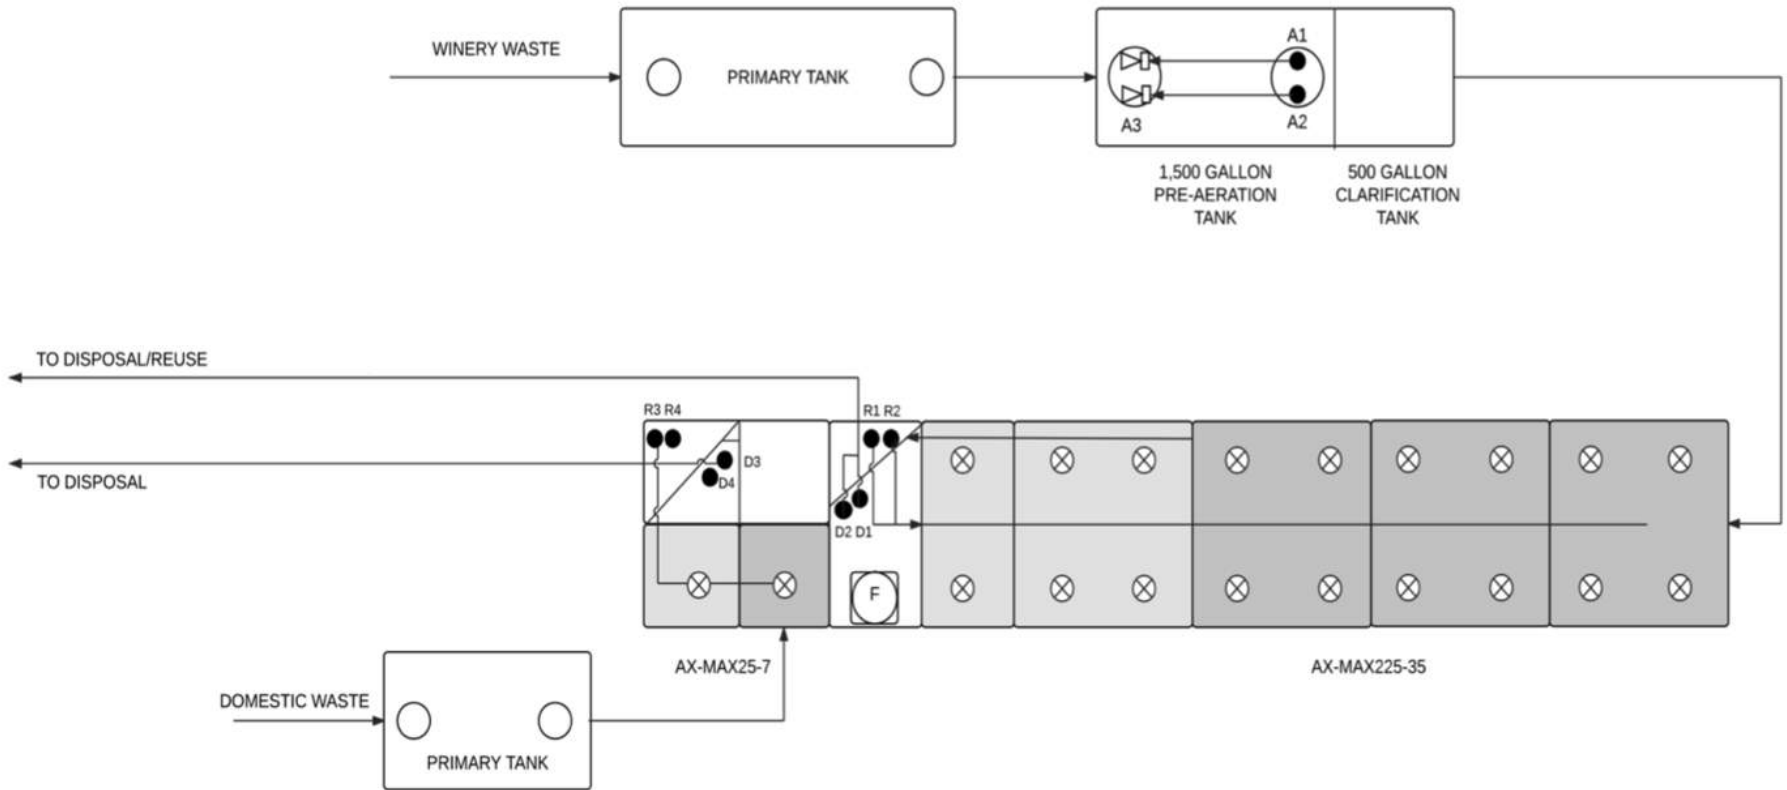 WINERY WASTE
PRIMARY TANK
A1
A3
A2
1,500 GALLON
PRE-AERATION
TANK
500 GALLON
CLARIFICATION
TANK
TO DISPOSAL/REUSE
R3 R4
R1 R2
D3
TO DISPOSAL
D4
D2 D1
F
AX-MAX25-7
AX-MAX225-35
DOMESTIC WASTE
PRIMARY TANK